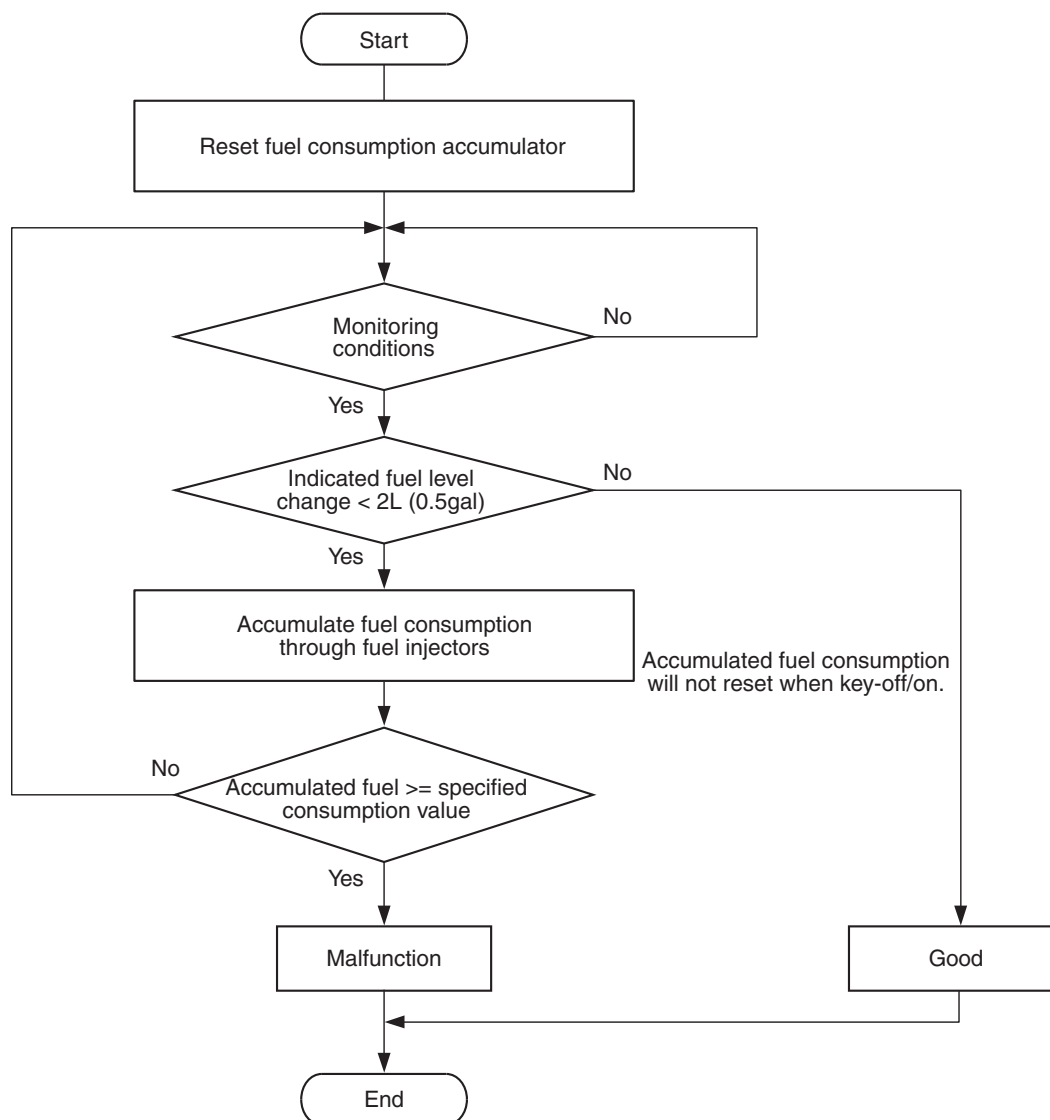 Start
Reset fuel consumption accumulator
Monitoring
conditions
No
Yes
Indicated fuel level
change < 2L (0.5gal)
No
Yes
Accumulate fuel consumption
through fuel injectors
Accumulated fuel consumption
will not reset when key-off/on.
No
Accumulated fuel >= specified
consumption value
Yes
Malfunction
Good
End